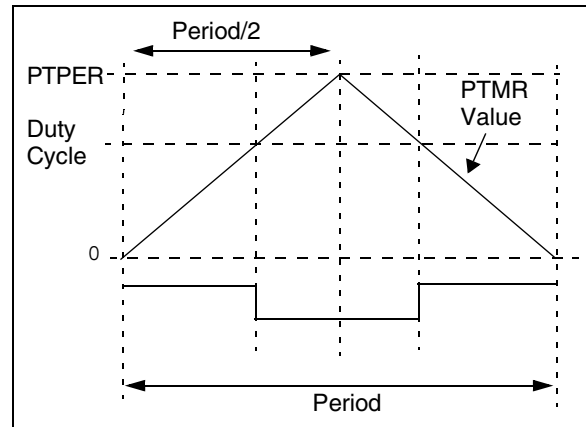 Period/2
PTPER
PTMR
Value
Duty
Cycle
0
Period